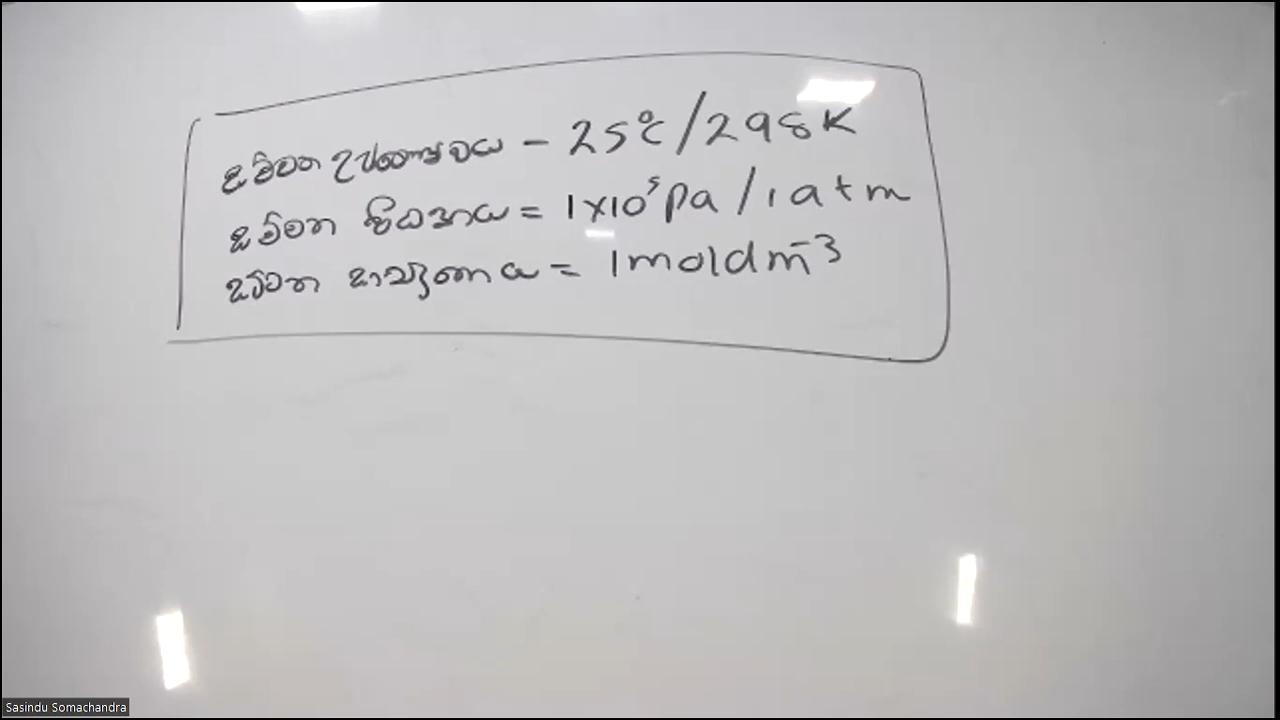 සම්මත උෂ්ණත්වය - 25°C/298K
සම්මත පීඩනය = 1x10⁵pa/1atm
සම්මත සාන්ද්‍රණය = 1moldm⁻³
Sasindu Somachandra